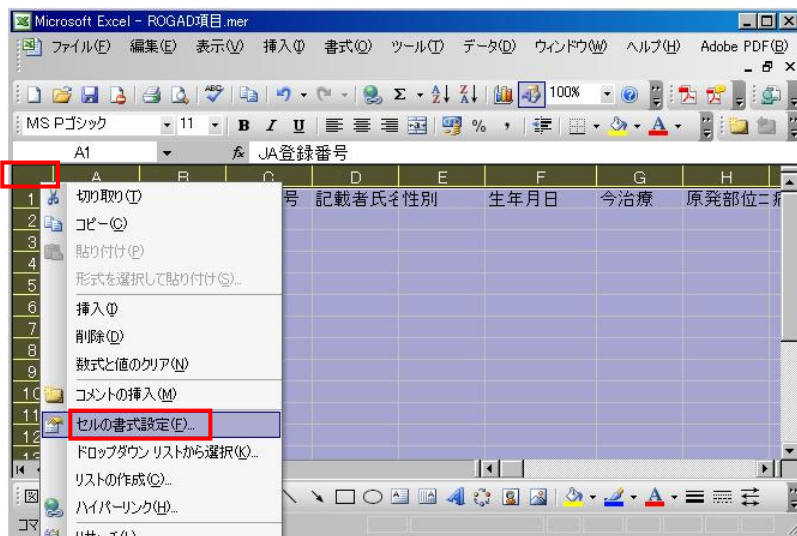 Microsoft Excel - ROGAD項目.mer
ファイル(F) 編集(E) 表示(V) 挿入(I) 書式(O) ツール(T) データ(D) ウィンドウ(W) ヘルプ(H) Adobe PDF(B)
100%
MS Pゴシック 11 B I U % ,
A1 fx JA登録番号
A B C D E F G H
1 号 記載者氏名 性別 生年月日 今治療 原発部位ニ
2
3
4
5
6
7
8
9
10
11
12
切り取り(T)
コピー(C)
貼り付け(P)
形式を選択して貼り付け(S)...
挿入(I)
削除(D)
数式と値のクリア(N)
コメントの挿入(M)
セルの書式設定(F)...
ドロップダウン リストから選択(K)...
リストの作成(C)...
ハイパーリンク(H)...
図
コマ